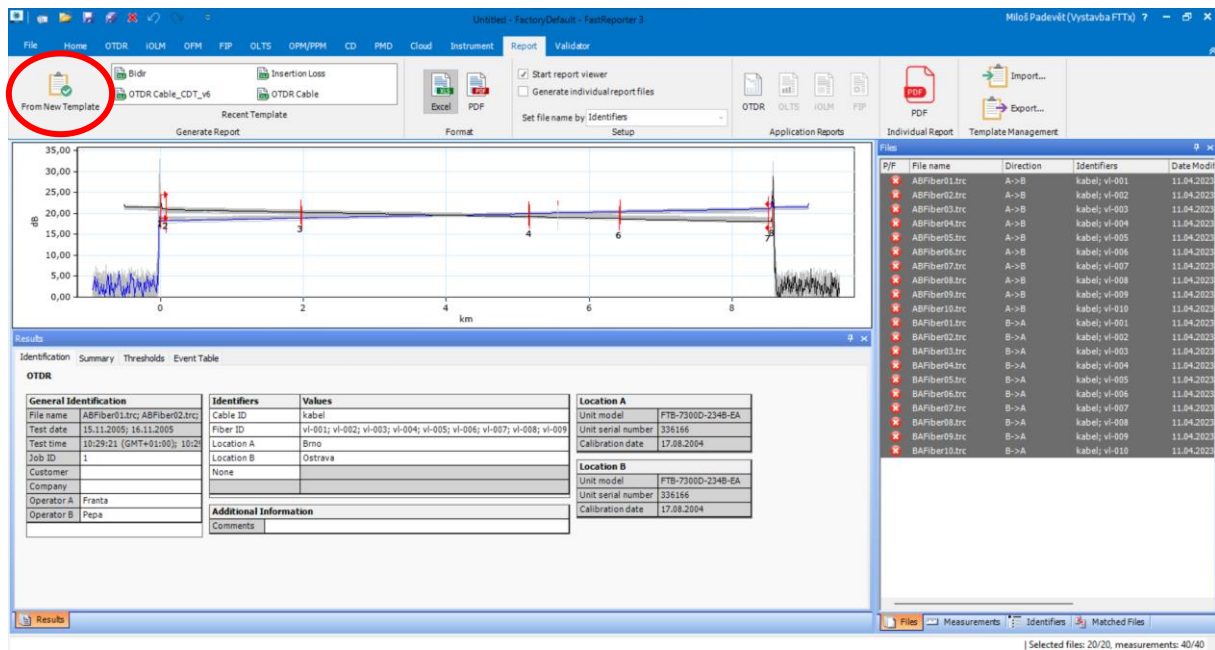 Untitled - FactoryDefault - FastReporter 3
Miloš Padevět (Vystavba FTTx) ?
File Home OTDR iOLM OFM FIP OLTS OPM/PPM CD PMD Cloud Instrument Report Validator
From New Template
Bidr
Insertion Loss
OTDR Cable_CDT_v6
OTDR Cable
Recent Template
Generate Report
Excel
PDF
Format
Start report viewer
Generate individual report files
Set file name by Identifiers
Setup
OTDR OLTS iOLM FIP
Application Reports
PDF
Individual Report
Import...
Export...
Template Management
35,00
30,00
25,00
20,00
15,00
10,00
5,00
0,00
dB
2
3
4
6
7
0 2 4 6 8
km
Files
P/F File name Direction Identifiers Date Modif
ABFiber01.trc A->B kabel; vl-001 11.04.2023
ABFiber02.trc A->B kabel; vl-002 11.04.2023
ABFiber03.trc A->B kabel; vl-003 11.04.2023
ABFiber04.trc A->B kabel; vl-004 11.04.2023
ABFiber05.trc A->B kabel; vl-005 11.04.2023
ABFiber06.trc A->B kabel; vl-006 11.04.2023
ABFiber07.trc A->B kabel; vl-007 11.04.2023
ABFiber08.trc A->B kabel; vl-008 11.04.2023
ABFiber09.trc A->B kabel; vl-009 11.04.2023
ABFiber10.trc A->B kabel; vl-010 11.04.2023
BAFiber01.trc B->A kabel; vl-001 11.04.2023
BAFiber02.trc B->A kabel; vl-002 11.04.2023
BAFiber03.trc B->A kabel; vl-003 11.04.2023
BAFiber04.trc B->A kabel; vl-004 11.04.2023
BAFiber05.trc B->A kabel; vl-005 11.04.2023
BAFiber06.trc B->A kabel; vl-006 11.04.2023
BAFiber07.trc B->A kabel; vl-007 11.04.2023
BAFiber08.trc B->A kabel; vl-008 11.04.2023
BAFiber09.trc B->A kabel; vl-009 11.04.2023
BAFiber10.trc B->A kabel; vl-010 11.04.2023
Results
Identification Summary Thresholds Event Table
OTDR
General Identification
File name ABFiber01.trc; ABFiber02.trc;
Test date 15.11.2005; 16.11.2005
Test time 10:29:21 (GMT+01:00); 10:29
Job ID 1
Customer
Company
Operator A Franta
Operator B Pepa
Identifiers Values
Cable ID kabel
Fiber ID vl-001; vl-002; vl-003; vl-004; vl-005; vl-006; vl-007; vl-008; vl-009
Location A Brno
Location B Ostrava
None
Additional Information
Comments
Location A
Unit model FTB-7300D-234B-EA
Unit serial number 336166
Calibration date 17.08.2004
Location B
Unit model FTB-7300D-234B-EA
Unit serial number 336166
Calibration date 17.08.2004
Results
Files Measurements Identifiers Matched Files
| Selected files: 20/20, measurements: 40/40